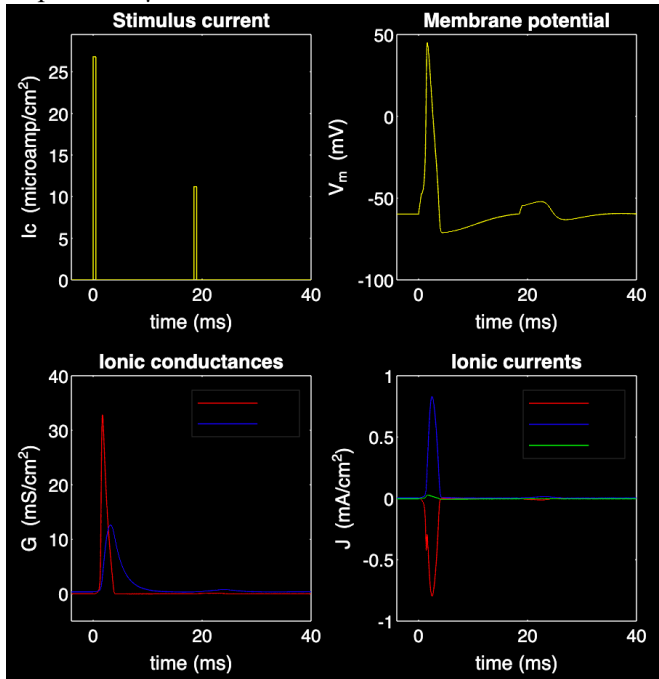 Stimulus current
Ic (microamp/cm²)
25
20
15
10
5
0
0 20 40
time (ms)
Membrane potential
Vₘ (mV)
50
0
-50
-100
0 20 40
time (ms)
Ionic conductances
G (mS/cm²)
40
30
20
10
0
0 20 40
time (ms)
Ionic currents
J (mA/cm²)
1
0.5
0
-0.5
-1
0 20 40
time (ms)